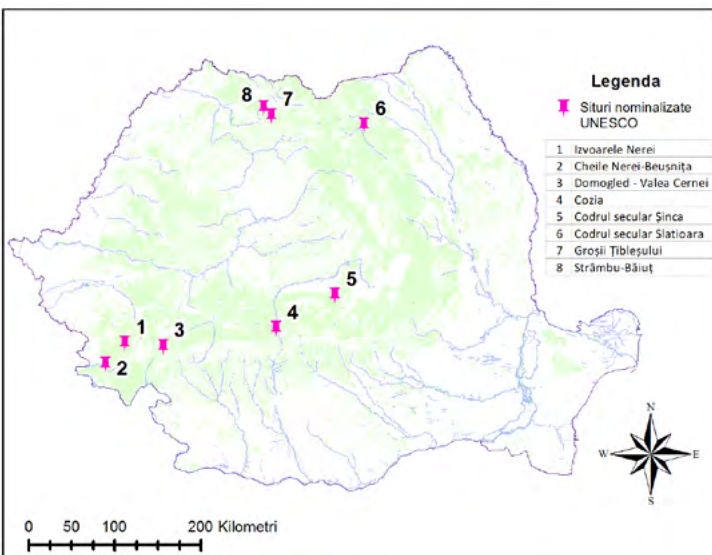 8
7
6
5
4
1
3
2
Legenda
Situri nominalizate
UNESCO
1 Izvoarele Nerei
2 Cheile Nerei-Beușnița
3 Domogled - Valea Cernei
4 Cozia
5 Codrul secular Șinca
6 Codrul secular Slatioara
7 Groșii Țibleșului
8 Strâmbu-Băiuț
N
W E
S
0 50 100 200 Kilometri